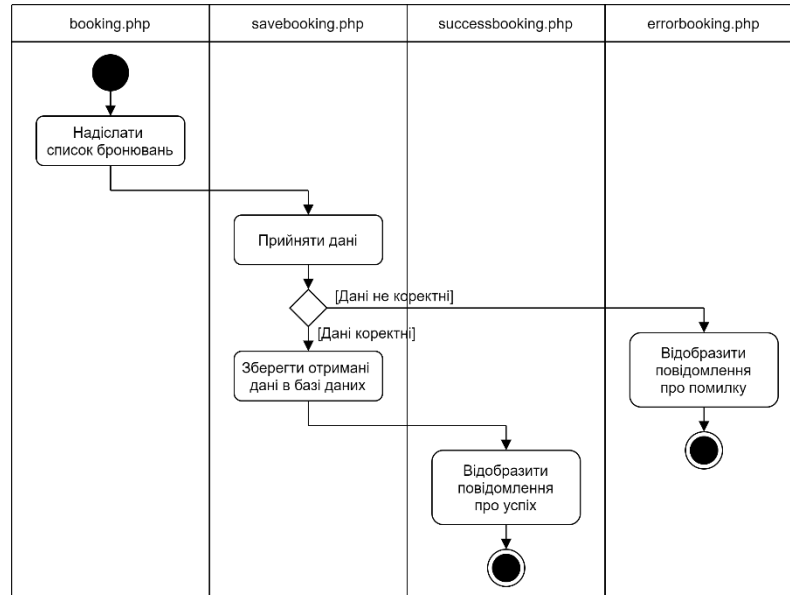 booking.php
savebooking.php
successbooking.php
errorbooking.php
Надіслати
список бронювань
Прийняти дані
[Дані не коректні]
[Дані коректні]
Зберегти отримані
дані в базі даних
Відобразити
повідомлення
про помилку
Відобразити
повідомлення
про успіх